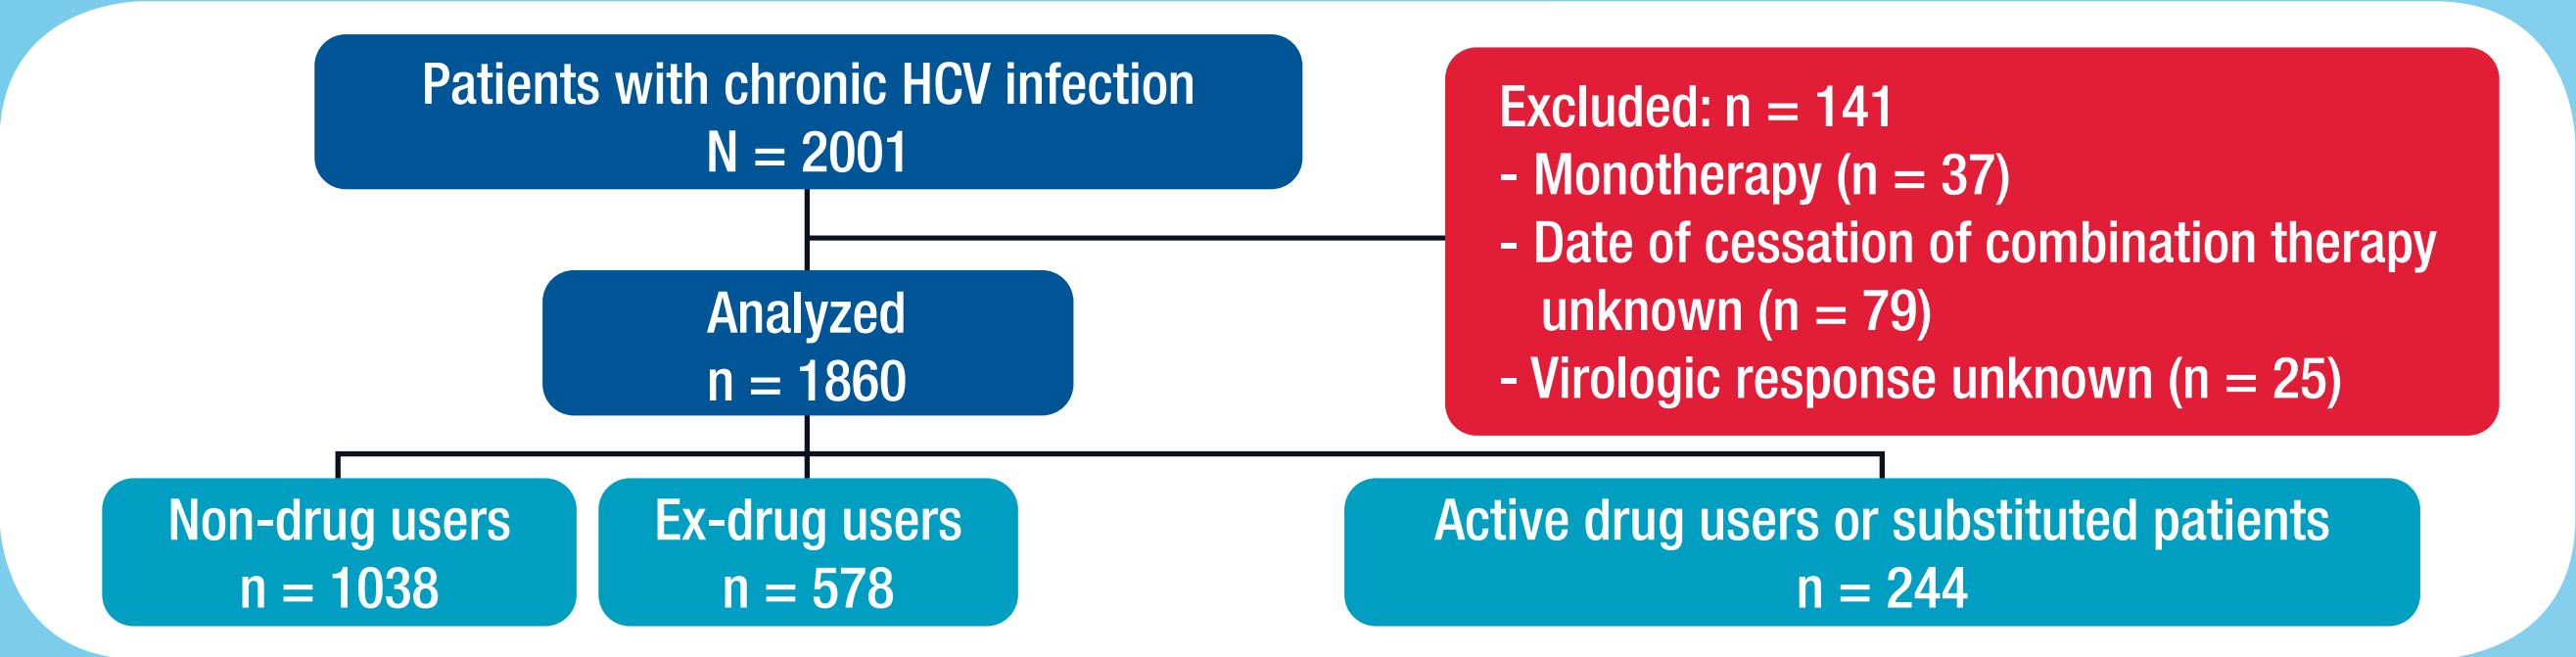 Patients with chronic HCV infection
N = 2001
Excluded: n = 141
- Monotherapy (n = 37)
- Date of cessation of combination therapy
unknown (n = 79)
- Virologic response unknown (n = 25)
Analyzed
n = 1860
Non-drug users
n = 1038
Ex-drug users
n = 578
Active drug users or substituted patients
n = 244